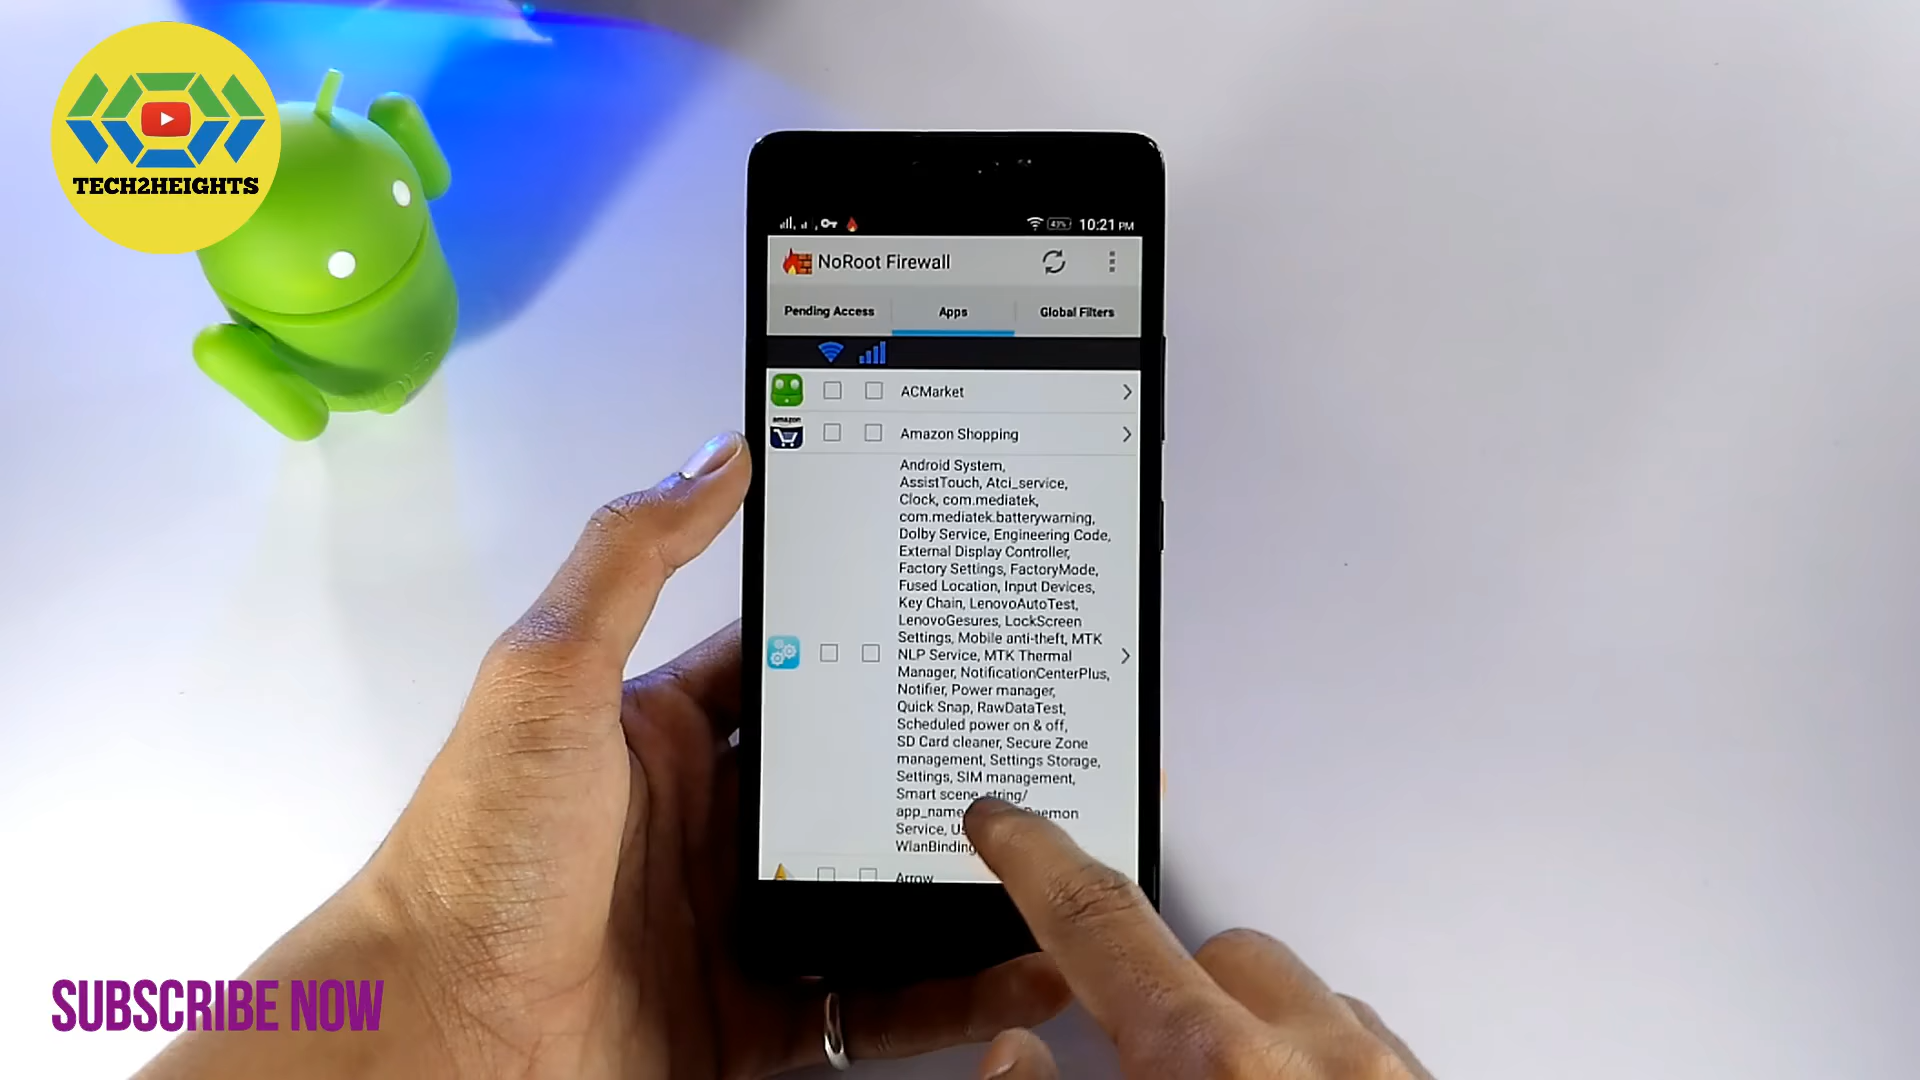 TECH2HEIGHTS
43% 10:21 PM
NoRoot Firewall
Pending Access Apps Global Filters
ACMarket
amazon
Amazon Shopping
Android System,
AssistTouch, Atci_service,
Clock, com.mediatek,
com.mediatek.batterywarning,
Dolby Service, Engineering Code,
External Display Controller,
Factory Settings, FactoryMode,
Fused Location, Input Devices,
Key Chain, LenovoAutoTest,
LenovoGesures, LockScreen
Settings, Mobile anti-theft, MTK
NLP Service, MTK Thermal
Manager, NotificationCenterPlus,
Notifier, Power manager,
Quick Snap, RawDataTest,
Scheduled power on & off,
SD Card cleaner, Secure Zone
management, Settings Storage,
Settings, SIM management,
Smart scene, string/
app_name
Service,
WlanBinding
Arrow
SUBSCRIBE NOW